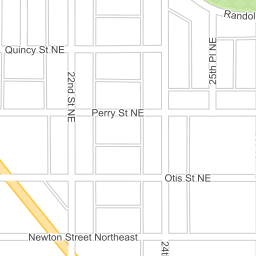 Randol
Quincy St NE
25th Pl NE
22nd St NE
Perry St NE
Otis St NE
Newton Street Northeast
24th